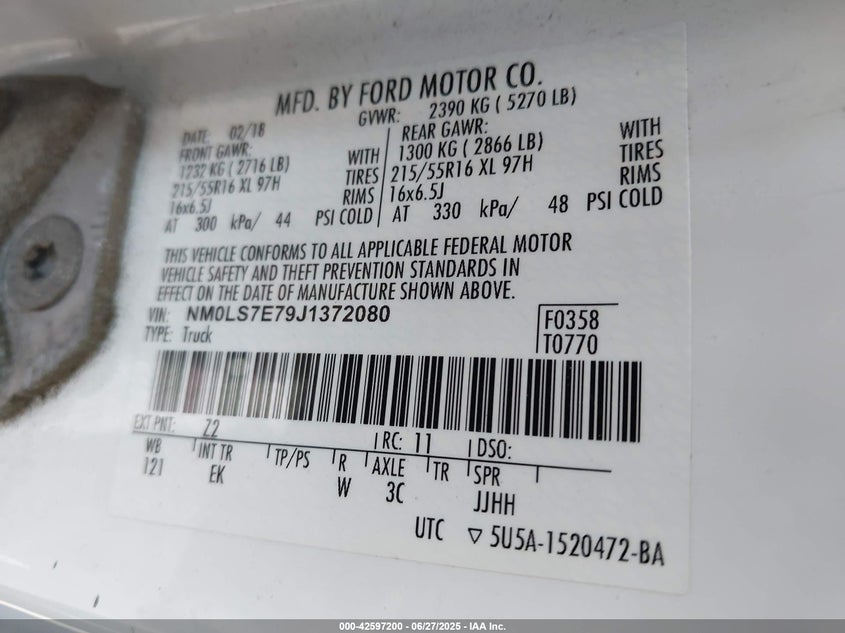 MFD. BY FORD MOTOR CO.
DATE: 02/18 GVWR: 2390 KG ( 5270 LB)
FRONT GAWR: REAR GAWR:
1232 KG ( 2716 LB) WITH 1300 KG ( 2866 LB) WITH
215/55R16 XL 97H TIRES 215/55R16 XL 97H TIRES
16x6.5J RIMS 16x6.5J RIMS
AT 300 kPa/ 44 PSI COLD AT 330 kPa/ 48 PSI COLD
THIS VEHICLE CONFORMS TO ALL APPLICABLE FEDERAL MOTOR
VEHICLE SAFETY AND THEFT PREVENTION STANDARDS IN
EFFECT ON THE DATE OF MANUFACTURE SHOWN ABOVE.
VIN: NM0LS7E79J1372080 F0358
TYPE: Truck T0770
EXT PNT: Z2 RC: 11 DSO:
WB INT TR TP/PS R AXLE TR SPR
121 EK W 3C JJHH
UTC ▽ 5U5A-1520472-BA
000-42597200 - 06/27/2025 - IAA Inc.